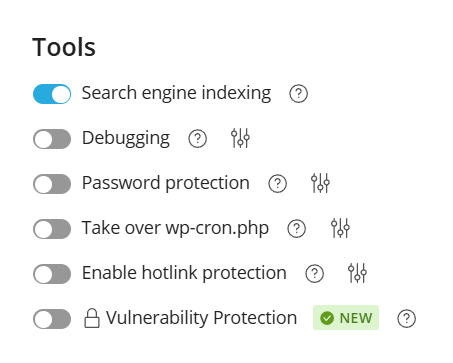 Tools
Search engine indexing
Debugging
Password protection
Take over wp-cron.php
Enable hotlink protection
Vulnerability Protection NEW